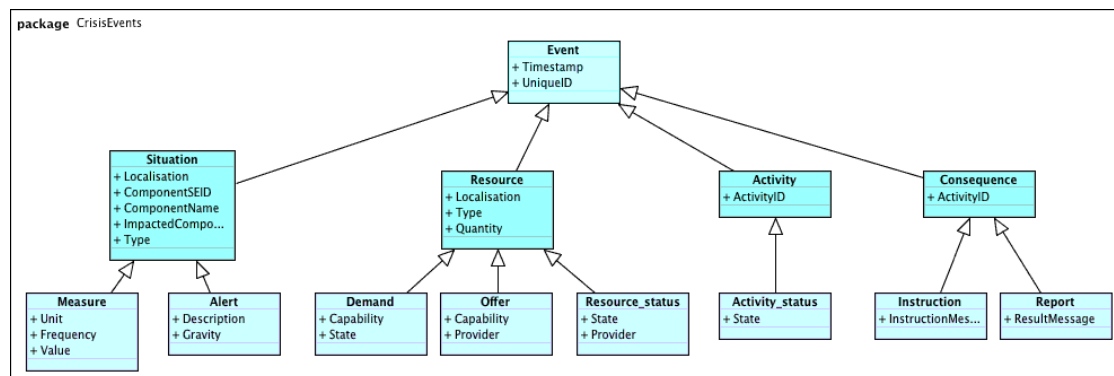 package CrisisEvents
Event
+ Timestamp
+ UniqueID
Situation
+ Localisation
+ ComponentSEID
+ ComponentName
+ ImpactedCompo...
+ Type
Resource
+ Localisation
+ Type
+ Quantity
Activity
+ ActivityID
Consequence
+ ActivityID
Measure
+ Unit
+ Frequency
+ Value
Alert
+ Description
+ Gravity
Demand
+ Capability
+ State
Offer
+ Capability
+ Provider
Resource_status
+ State
+ Provider
Activity_status
+ State
Instruction
+ InstructionMes...
Report
+ ResultMessage